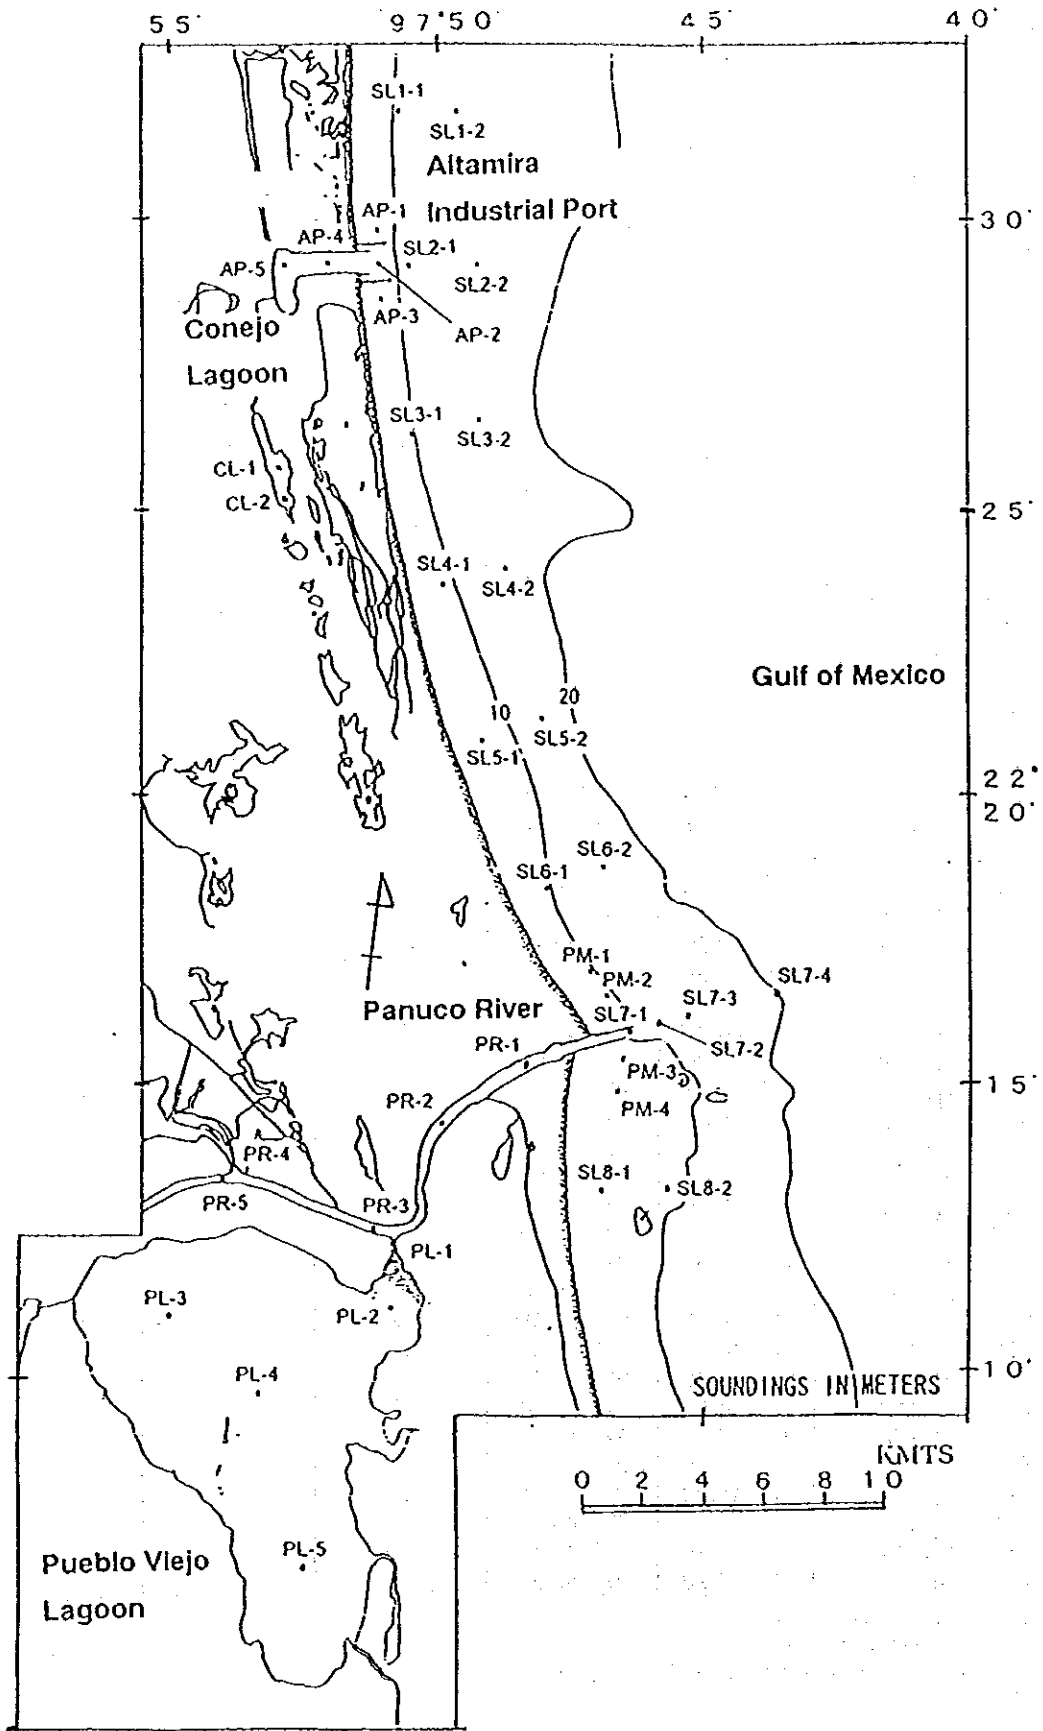 55' 97°50' 45' 40'
SL1-1
SL1-2
Altamira
Industrial Port
30'
AP-1
AP-4
SL2-1
AP-5
SL2-2
AP-3
AP-2
Conejo
Lagoon
SL3-1
SL3-2
CL-1
CL-2
25'
SL4-1
SL4-2
Gulf of Mexico
20
10
SL5-2
SL5-1
22°
20'
SL6-2
SL6-1
PM-1
PM-2
SL7-4
SL7-3
Panuco River
SL7-1
PR-1
SL7-2
PM-3
15'
PR-2
PM-4
PR-4
SL8-1
PR-5
PR-3
SL8-2
PL-1
PL-3
PL-2
PL-4
10'
SOUNDINGS IN METERS
KMTS
0 2 4 6 8 10
PL-5
Pueblo Viejo
Lagoon